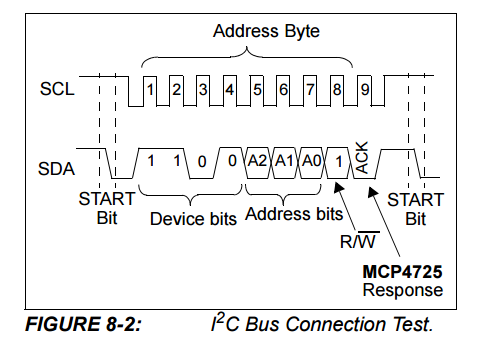 Address Byte
SCL 1 2 3 4 5 6 7 8 9
SDA 1 1 0 0 A2 A1 A0 1 ACK
START Bit Device bits Address bits START Bit
R/W̅
MCP4725
Response
FIGURE 8-2: I²C Bus Connection Test.